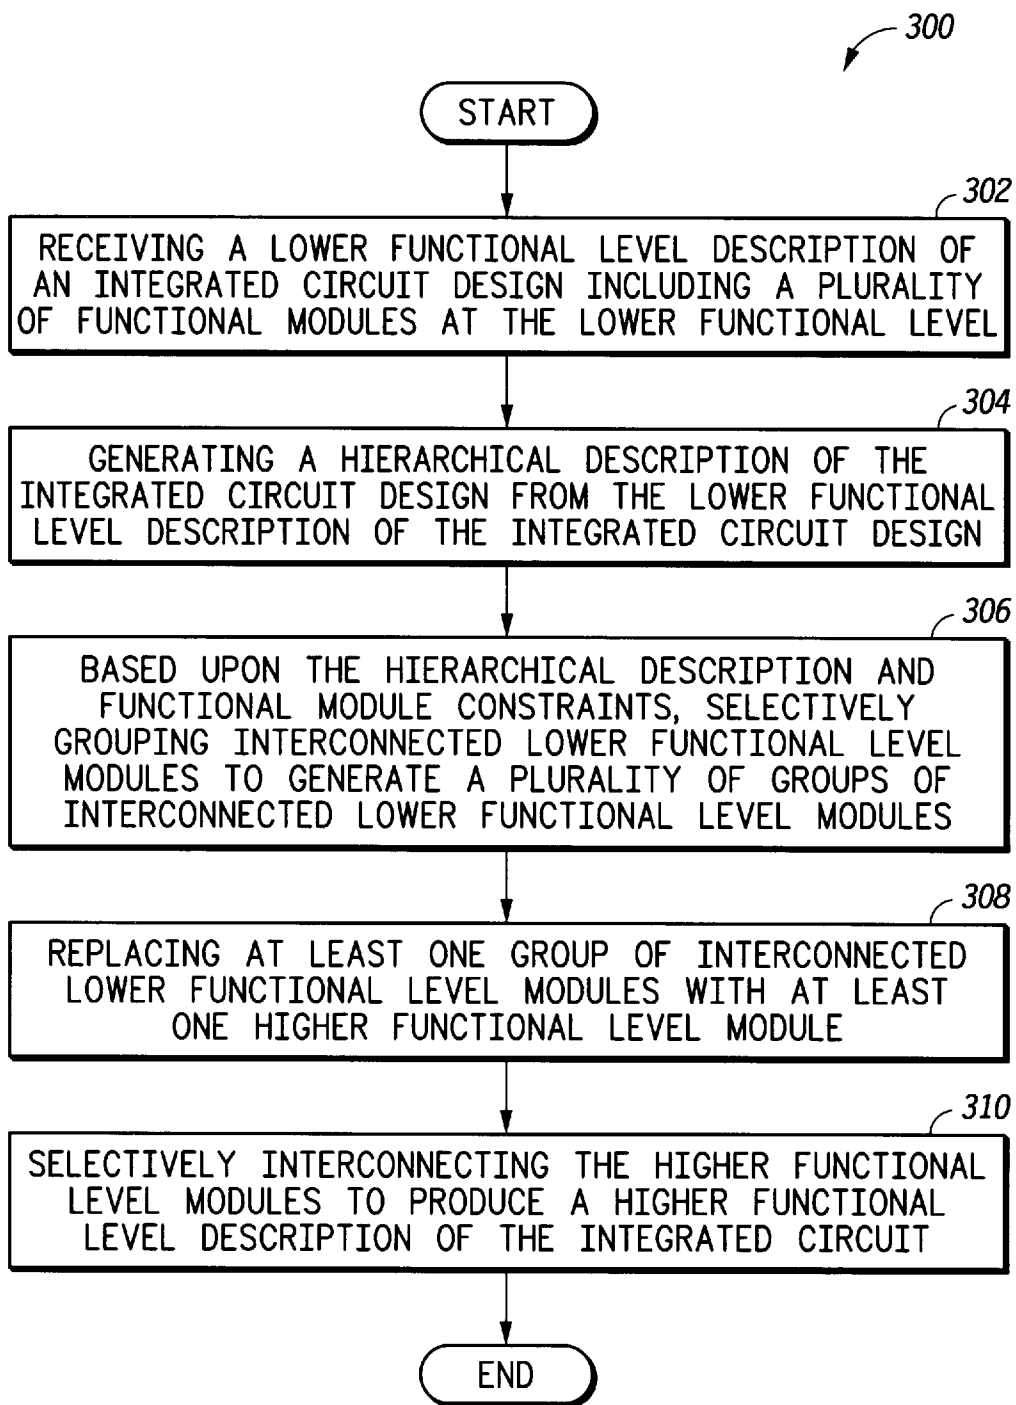 300
START
302
RECEIVING A LOWER FUNCTIONAL LEVEL DESCRIPTION OF
AN INTEGRATED CIRCUIT DESIGN INCLUDING A PLURALITY
OF FUNCTIONAL MODULES AT THE LOWER FUNCTIONAL LEVEL
304
GENERATING A HIERARCHICAL DESCRIPTION OF THE
INTEGRATED CIRCUIT DESIGN FROM THE LOWER FUNCTIONAL
LEVEL DESCRIPTION OF THE INTEGRATED CIRCUIT DESIGN
306
BASED UPON THE HIERARCHICAL DESCRIPTION AND
FUNCTIONAL MODULE CONSTRAINTS, SELECTIVELY
GROUPING INTERCONNECTED LOWER FUNCTIONAL LEVEL
MODULES TO GENERATE A PLURALITY OF GROUPS OF
INTERCONNECTED LOWER FUNCTIONAL LEVEL MODULES
308
REPLACING AT LEAST ONE GROUP OF INTERCONNECTED
LOWER FUNCTIONAL LEVEL MODULES WITH AT LEAST
ONE HIGHER FUNCTIONAL LEVEL MODULE
310
SELECTIVELY INTERCONNECTING THE HIGHER FUNCTIONAL
LEVEL MODULES TO PRODUCE A HIGHER FUNCTIONAL
LEVEL DESCRIPTION OF THE INTEGRATED CIRCUIT
END